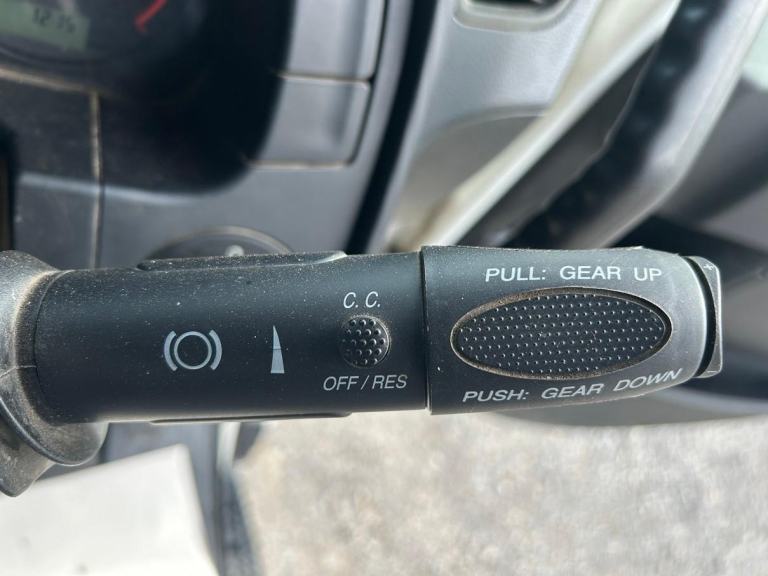 C. C.
OFF / RES
PULL: GEAR UP
PUSH: GEAR DOWN